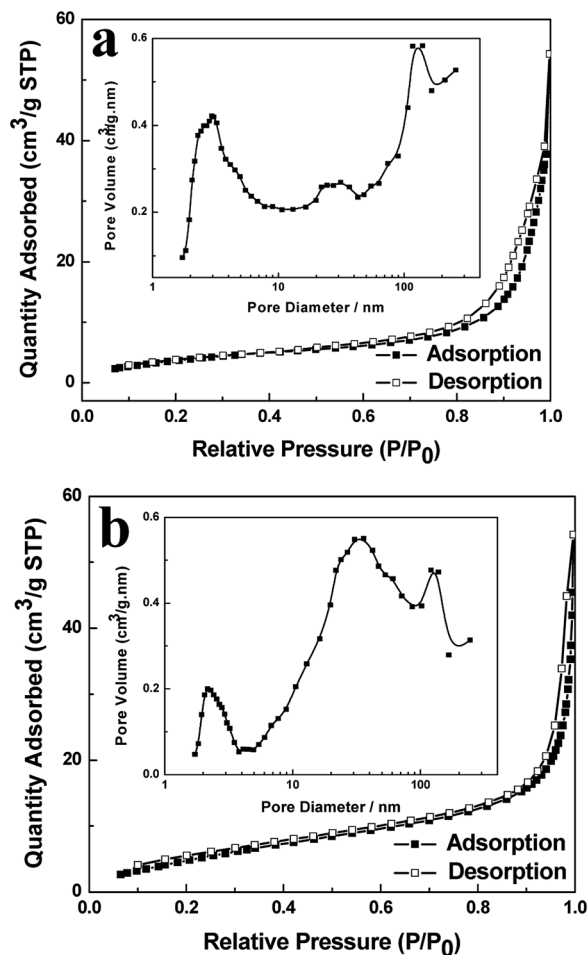 a
60
40
20
0
Quantity Adsorbed (cm³/g STP)
0.6
0.4
0.2
Pore Volume (cm³/g.nm)
1
10
100
Pore Diameter / nm
Adsorption
Desorption
0.0
0.2
0.4
0.6
0.8
1.0
Relative Pressure (P/P₀)
b
60
40
20
0
Quantity Adsorbed (cm³/g STP)
0.6
0.4
0.2
0.0
Pore Volume (cm³/g.nm)
1
10
100
Pore Diameter / nm
Adsorption
Desorption
0.0
0.2
0.4
0.6
0.8
1.0
Relative Pressure (P/P₀)